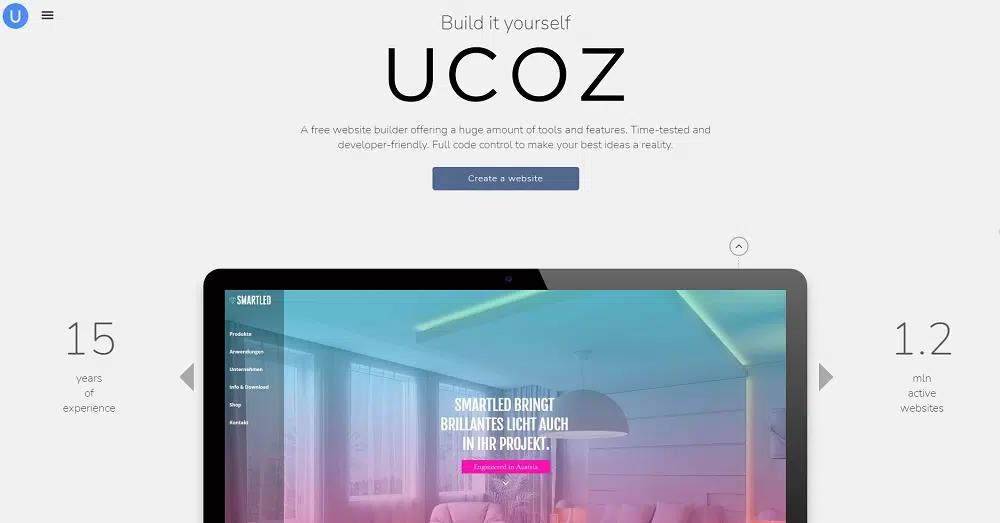 U
Build it yourself
UCOZ
A free website builder offering a huge amount of tools and features. Time-tested and
developer-friendly. Full code control to make your best ideas a reality.
Create a website
15
years
of
experience
SMARTLED
Produkte
Anwendungen
Unternehmen
Info & Download
Shop
Kontakt
SMARTLED BRINGT
BRILLANTES LICHT AUCH
IN IHR PROJEKT.
Engineered in Austria
1.2
mln
active
websites